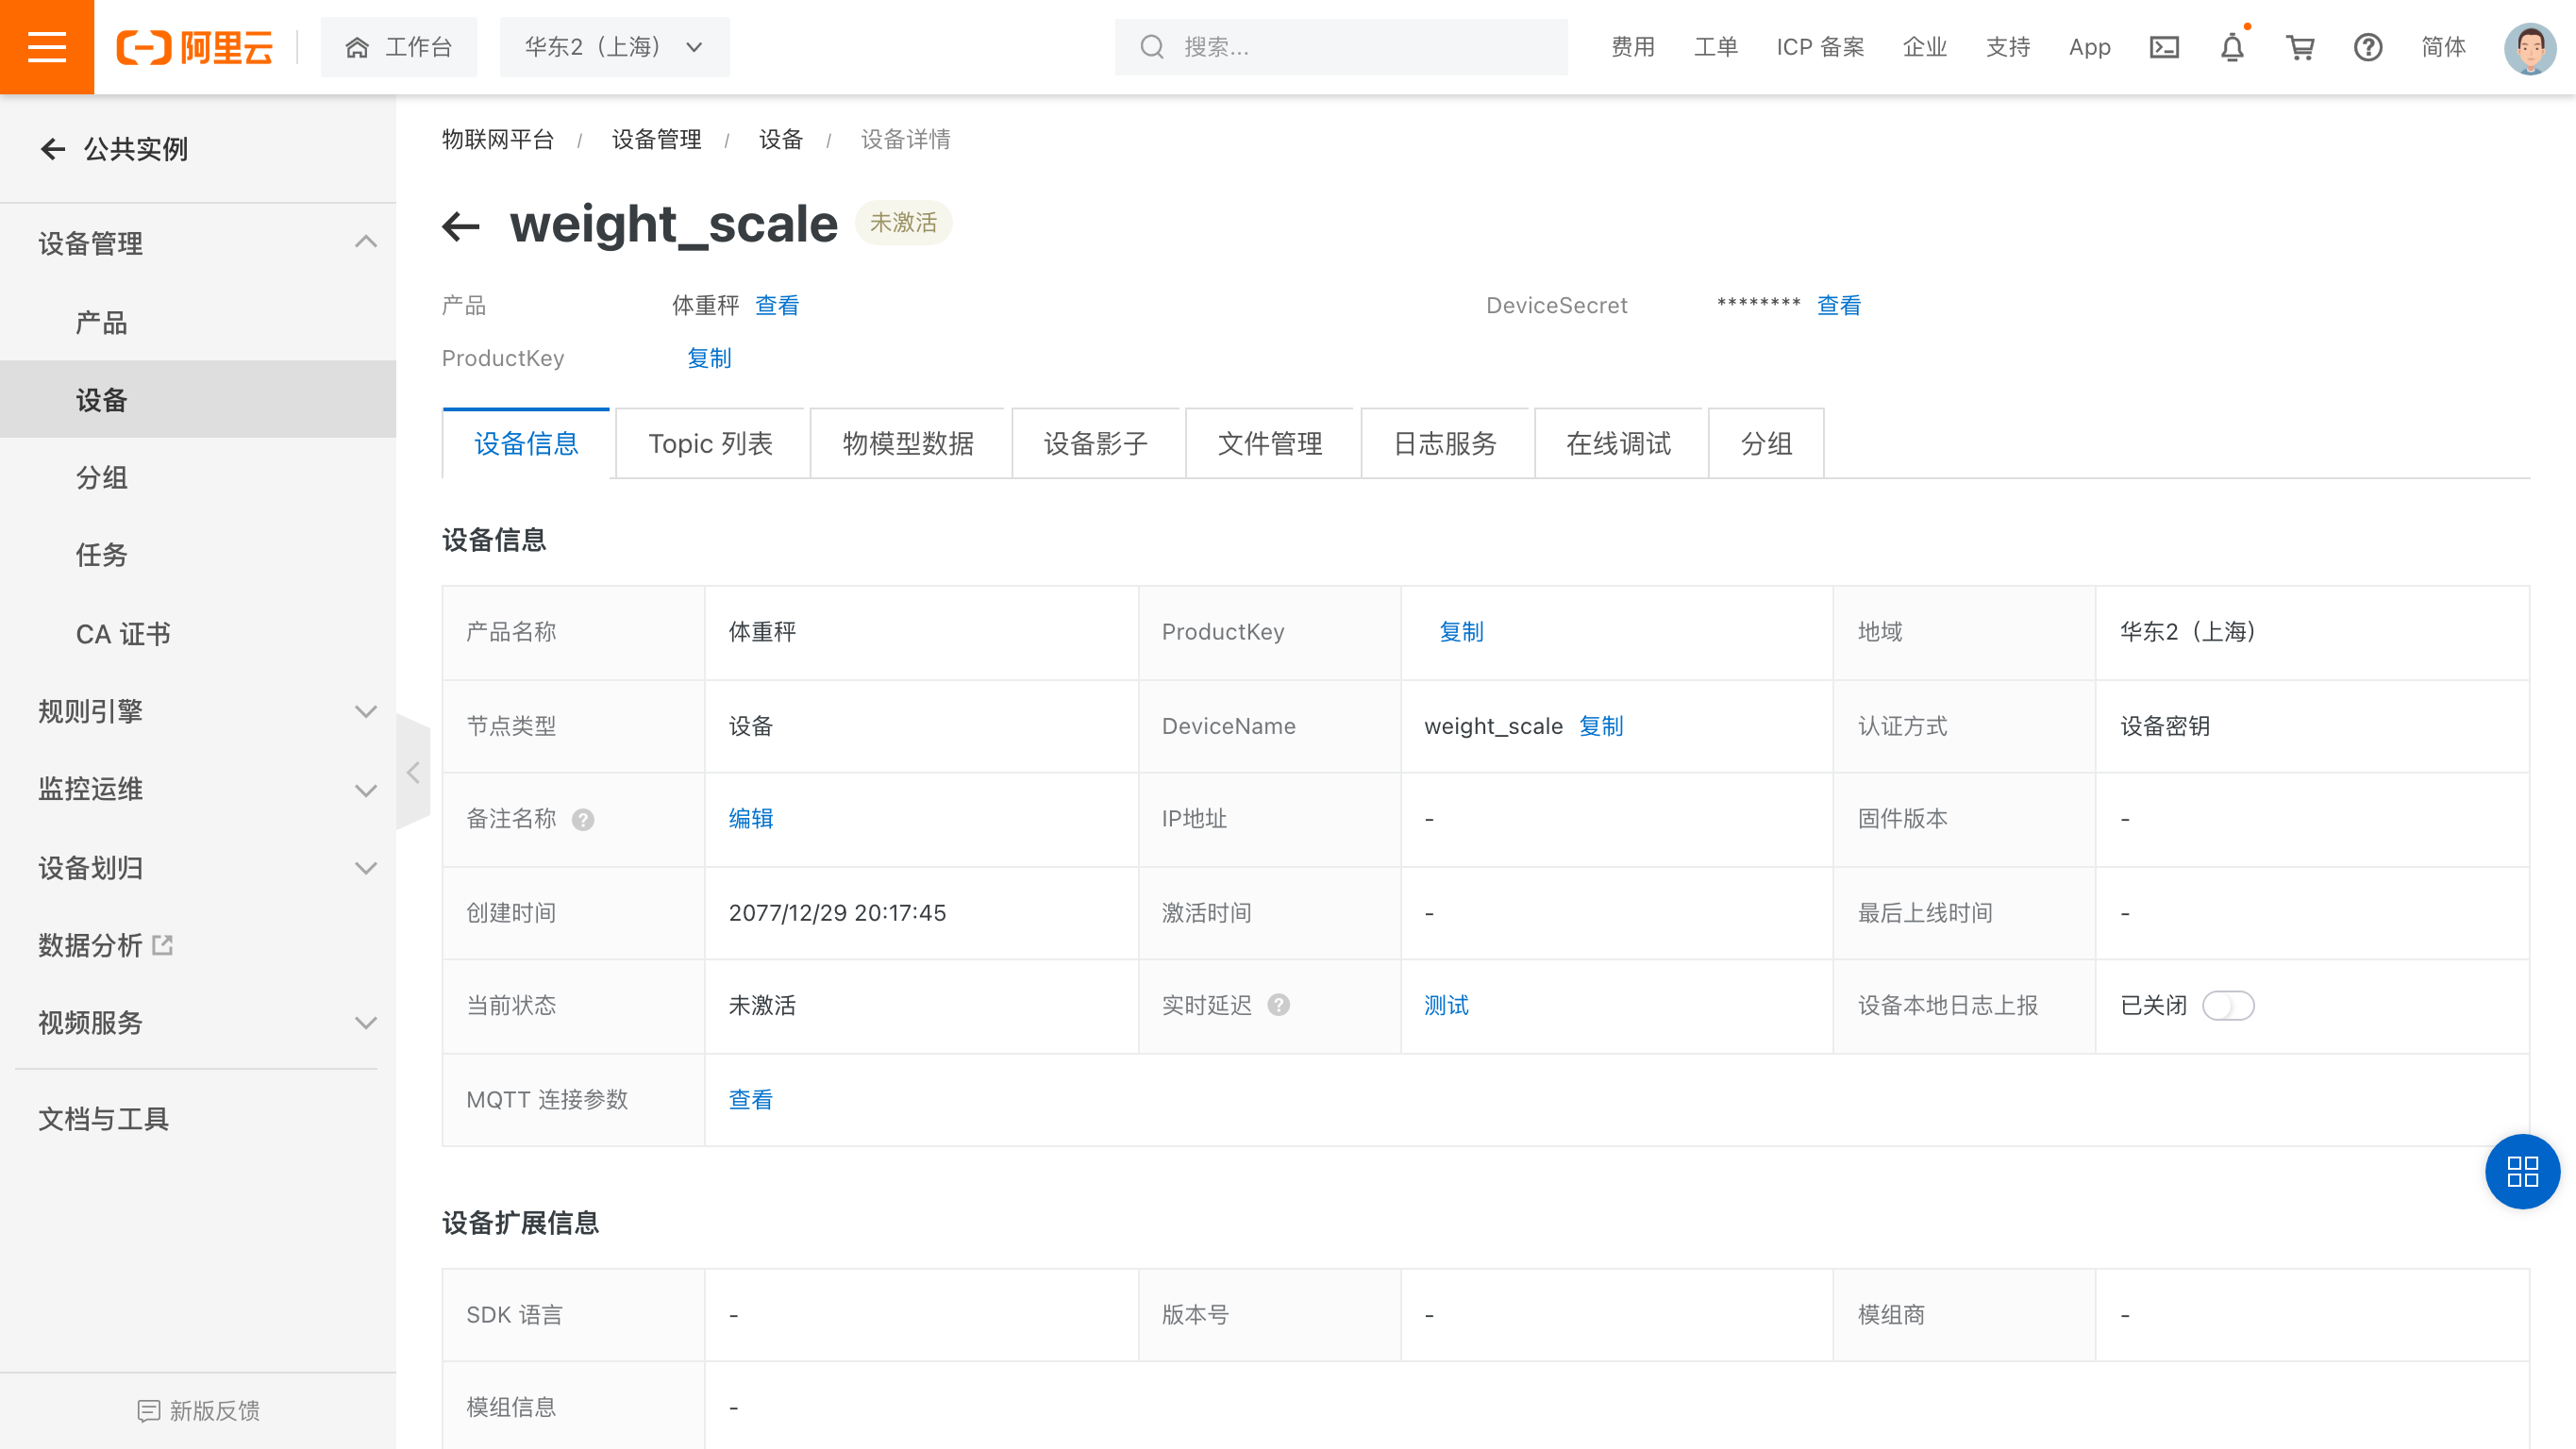 阿里云
工作台
华东2（上海）
搜索...
费用
工单
ICP 备案
企业
支持
App
简体
公共实例
设备管理
产品
设备
分组
任务
CA 证书
规则引擎
监控运维
设备划归
数据分析
视频服务
文档与工具
新版反馈
物联网平台 / 设备管理 / 设备 / 设备详情
weight_scale 未激活
产品 体重秤 查看 DeviceSecret ******** 查看
ProductKey 复制
设备信息 Topic 列表 物模型数据 设备影子 文件管理 日志服务 在线调试 分组
设备信息
产品名称 体重秤 ProductKey 复制 地域 华东2（上海）
节点类型 设备 DeviceName weight_scale 复制 认证方式 设备密钥
备注名称 编辑 IP地址 - 固件版本 -
创建时间 2077/12/29 20:17:45 激活时间 - 最后上线时间 -
当前状态 未激活 实时延迟 测试 设备本地日志上报 已关闭
MQTT 连接参数 查看
设备扩展信息
SDK 语言 - 版本号 - 模组商 -
模组信息 -